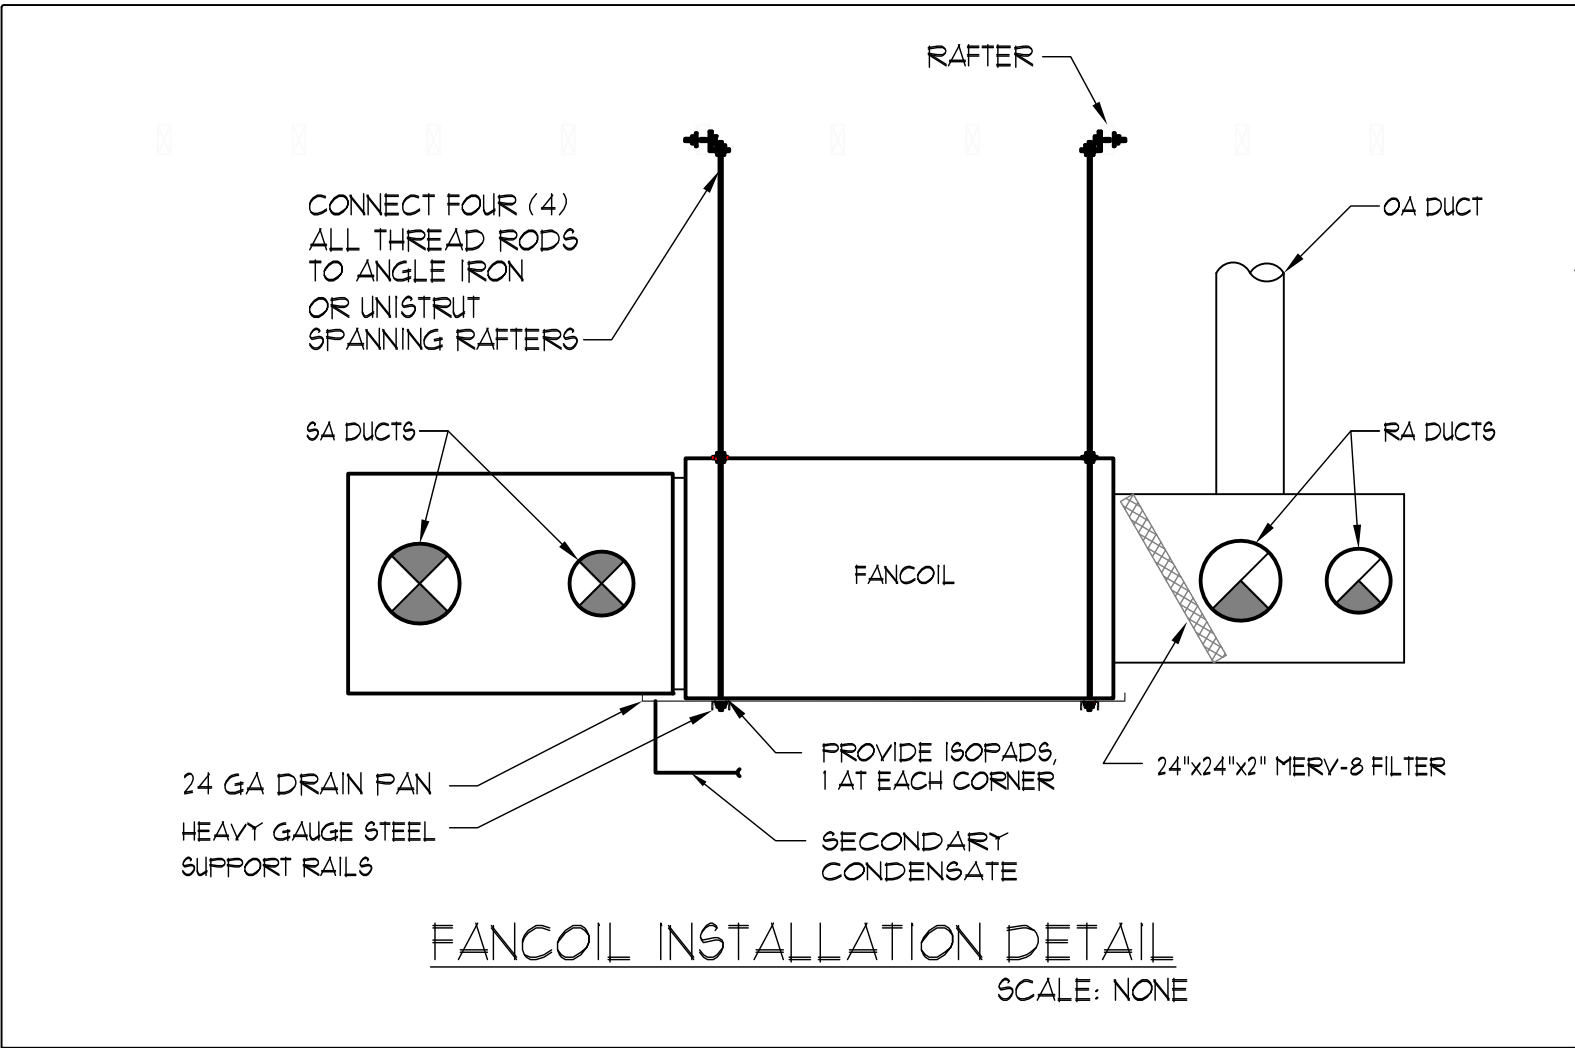 RAFTER
CONNECT FOUR (4)
ALL THREAD RODS
TO ANGLE IRON
OR UNISTRUT
SPANNING RAFTERS
OA DUCT
SA DUCTS
RA DUCTS
FANCOIL
24 GA DRAIN PAN
HEAVY GAUGE STEEL
SUPPORT RAILS
PROVIDE ISOPADS,
1 AT EACH CORNER
SECONDARY
CONDENSATE
24"x24"x2" MERV-8 FILTER
FANCOIL INSTALLATION DETAIL
SCALE: NONE